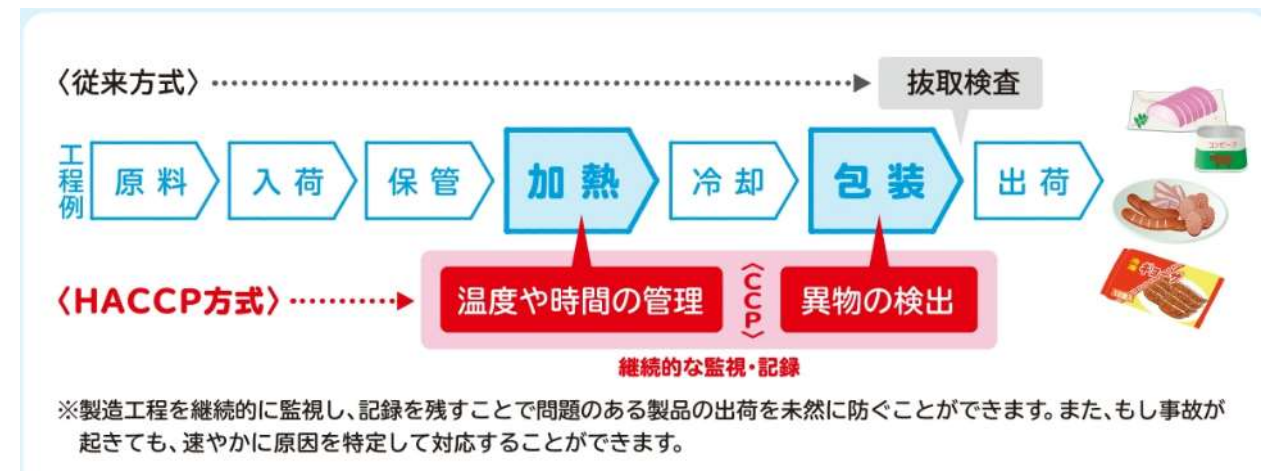 〈従来方式〉
抜取検査
工程例
原料
入荷
保管
加熱
冷却
包装
出荷
コンビーフ
〈HACCP方式〉
温度や時間の管理
〈CCP〉
異物の検出
継続的な監視・記録
※製造工程を継続的に監視し、記録を残すことで問題のある製品の出荷を未然に防ぐことができます。また、もし事故が
起きても、速やかに原因を特定して対応することができます。